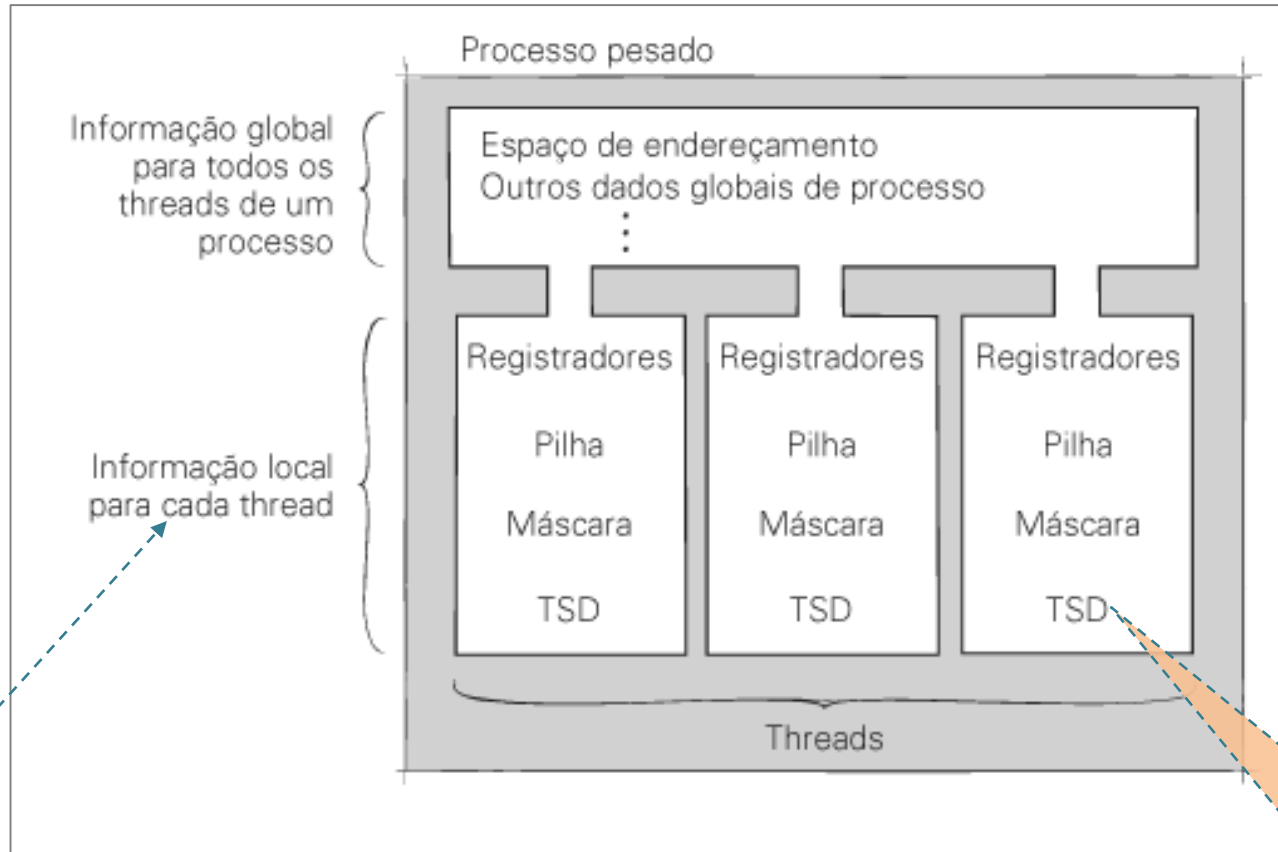 Processo pesado
Informação global
para todos os
threads de um
processo
Espaço de endereçamento
Outros dados globais de processo
Informação local
para cada thread
Registradores
Pilha
Máscara
TSD
Registradores
Pilha
Máscara
TSD
Registradores
Pilha
Máscara
TSD
Threads